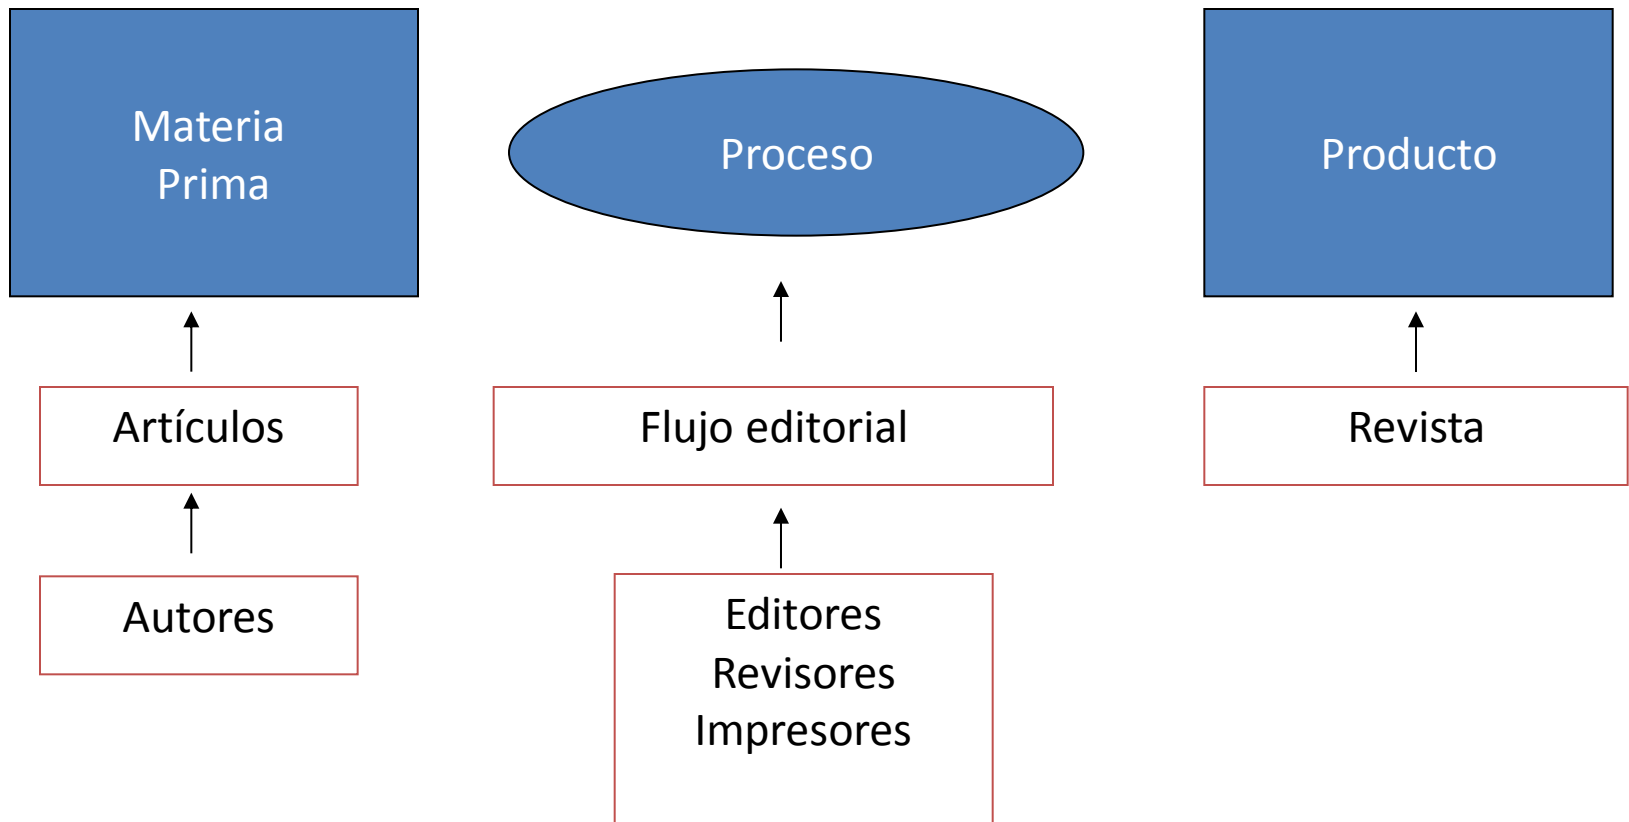 Materia
Prima
Proceso
Producto
Artículos
Flujo editorial
Revista
Autores
Editores
Revisores
Impresores